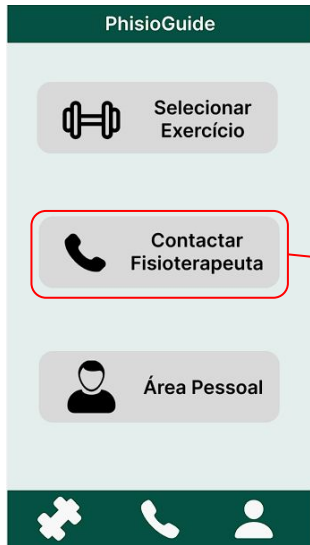 PhisioGuide
Selecionar
Exercício
Contactar
Fisioterapeuta
Área Pessoal